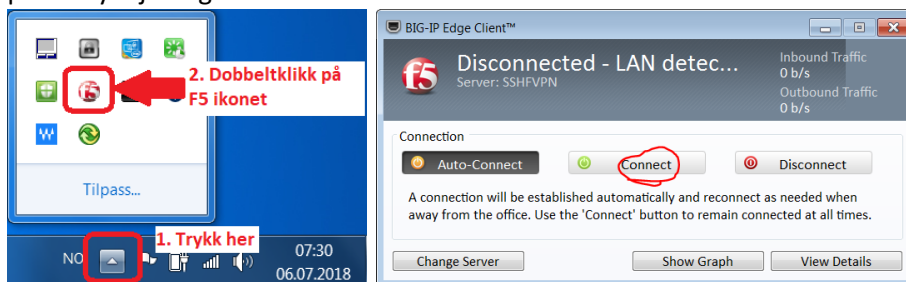 2. Dobbeltklikk på
F5 ikonet
Tilpass...
1. Trykk her
NO
07:30
06.07.2018
BIG-IP Edge Client™
f5
Disconnected - LAN detec...
Server: SSHFVPN
Inbound Traffic
0 b/s
Outbound Traffic
0 b/s
Connection
Auto-Connect
Connect
Disconnect
A connection will be established automatically and reconnect as needed when
away from the office. Use the 'Connect' button to remain connected at all times.
Change Server
Show Graph
View Details